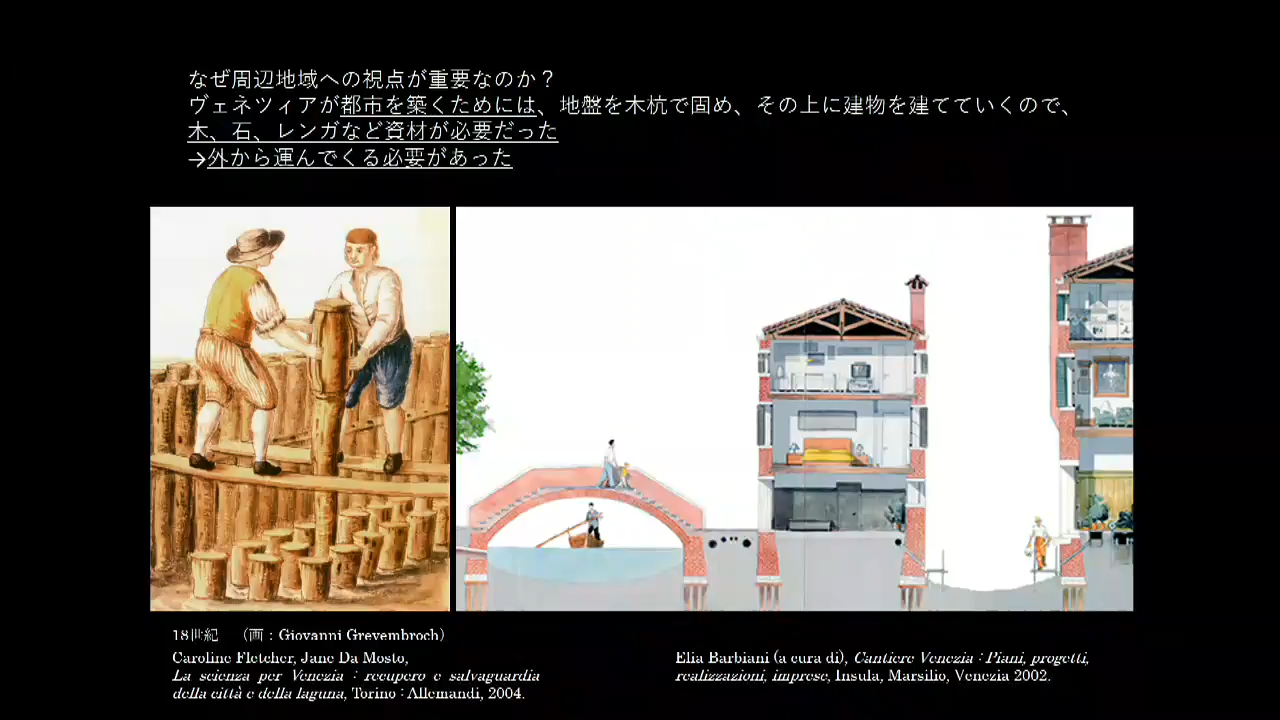 なぜ周辺地域への視点が重要なのか？
ヴェネツィアが都市を築くためには、地盤を木杭で固め、その上に建物を建てていくので、
木、石、レンガなど資材が必要だった
→外から運んでくる必要があった
18世紀　（画：Giovanni Grevembroch）
Caroline Fletcher, Jane Da Mosto,
La scienza per Venezia : recupero e salvaguardia
della città e della laguna, Torino : Allemandi, 2004.
Elia Barbiani (a cura di), Cantiere Venezia : Piani, progetti,
realizzazioni, imprese, Insula, Marsilio, Venezia 2002.